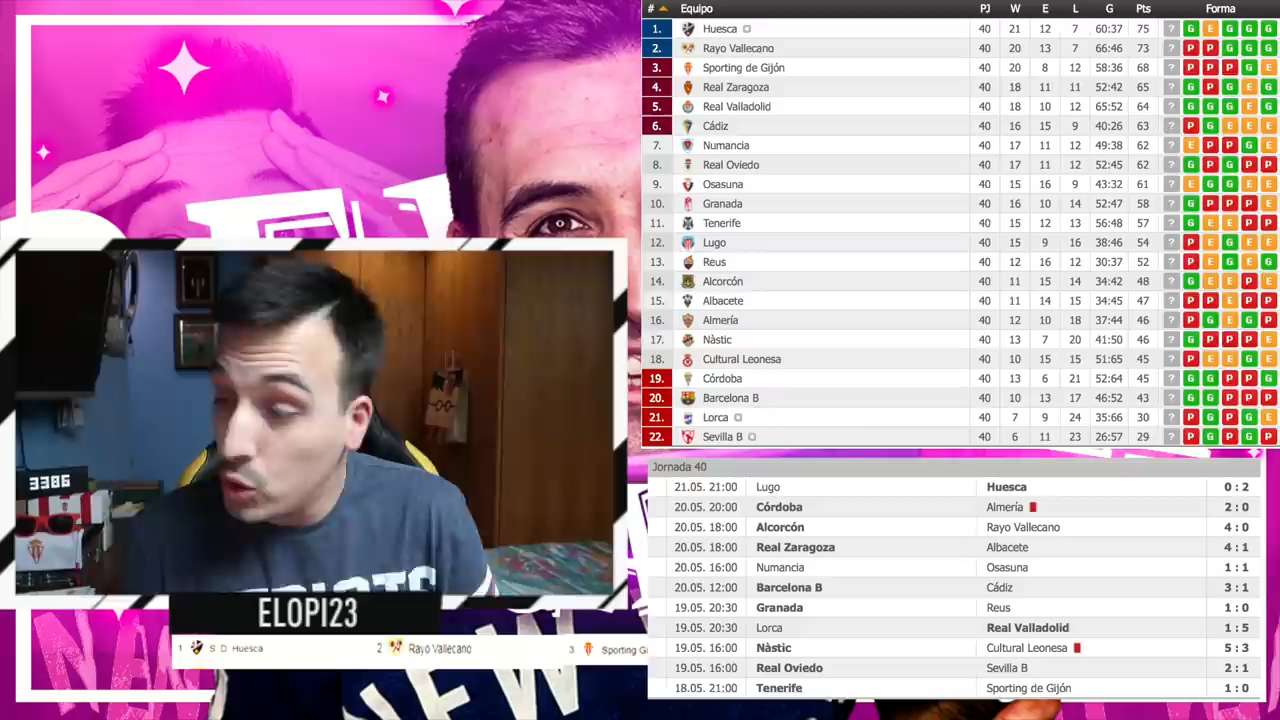 # Equipo PJ W E L G Pts Forma
1. Huesca 40 21 12 7 60:37 75 ? G E G G G
2. Rayo Vallecano 40 20 13 7 66:46 73 ? P P G G G
3. Sporting de Gijón 40 20 8 12 58:36 68 ? P P P G E
4. Real Zaragoza 40 18 11 11 52:42 65 ? G P G E G
5. Real Valladolid 40 18 10 12 65:52 64 ? G G G E G
6. Cádiz 40 16 15 9 40:26 63 ? P G E E E
7. Numancia 40 17 11 12 49:38 62 ? E P P G E
8. Real Oviedo 40 17 11 12 52:45 62 ? G P G P P
9. Osasuna 40 15 16 9 43:32 61 ? E G G E E
10. Granada 40 16 10 14 52:47 58 ? G P P P E
11. Tenerife 40 15 12 13 56:48 57 ? G E E P P
12. Lugo 40 15 9 16 38:46 54 ? P E G E E
13. Reus 40 12 16 12 30:37 52 ? P E G E G
14. Alcorcón 40 11 14 15 34:42 48 ? G E E P E
15. Albacete 40 11 14 15 34:45 47 ? P P E P P
16. Almería 40 12 10 18 37:44 46 ? P G E G P
17. Nàstic 40 13 7 20 41:50 46 ? G P P P E
18. Cultural Leonesa 40 10 15 15 51:65 45 ? P E E G E
19. Córdoba 40 13 6 21 52:64 45 ? G G P P G
20. Barcelona B 40 10 13 17 46:52 43 ? G G P P P
21. Lorca 40 7 9 24 35:66 30 ? P G P G E
22. Sevilla B 40 6 11 23 26:57 29 ? P G P G P
Jornada 40
21.05. 21:00 Lugo Huesca 0 : 2
20.05. 20:00 Córdoba Almería 2 : 0
20.05. 18:00 Alcorcón Rayo Vallecano 4 : 0
20.05. 18:00 Real Zaragoza Albacete 4 : 1
20.05. 16:00 Numancia Osasuna 1 : 1
20.05. 12:00 Barcelona B Cádiz 3 : 1
19.05. 20:30 Granada Reus 1 : 0
19.05. 20:30 Lorca Real Valladolid 1 : 5
19.05. 16:00 Nàstic Cultural Leonesa 5 : 3
19.05. 16:00 Real Oviedo Sevilla B 2 : 1
18.05. 21:00 Tenerife Sporting de Gijón 1 : 0
3386
ELOPI23
1 S D Huesca 2 Rayo Vallecano 3 Sporting
NEW